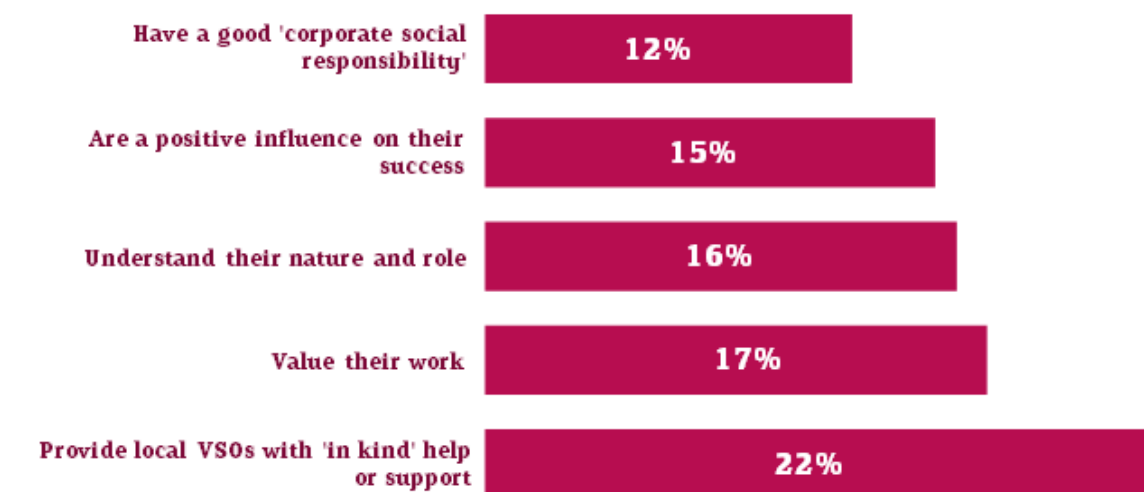 Have a good 'corporate social
responsibility'
12%
Are a positive influence on their
success
15%
Understand their nature and role
16%
Value their work
17%
Provide local VSOs with 'in kind' help
or support
22%